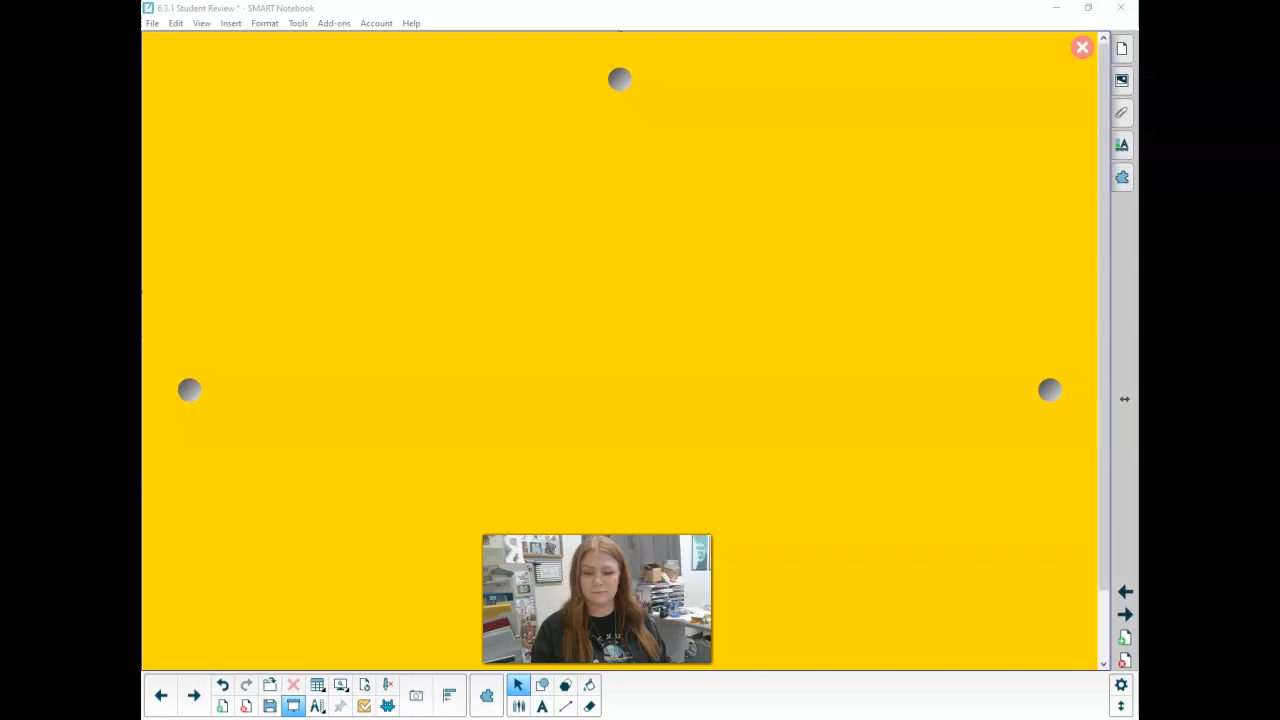 6.3.1 Student Review * - SMART Notebook
File Edit View Insert Format Tools Add-ons Account Help